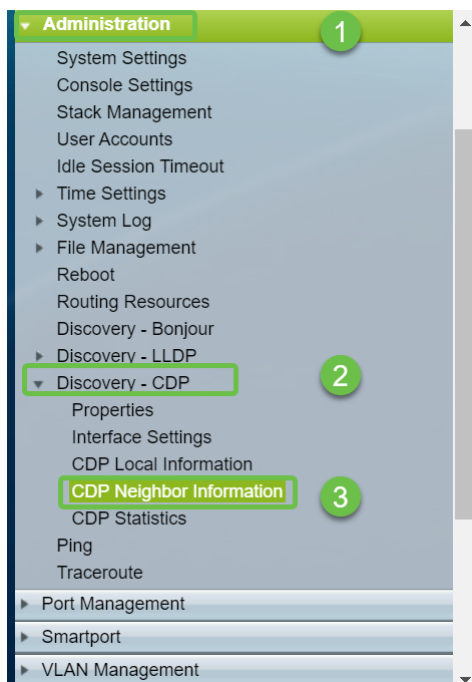 Administration
1
System Settings
Console Settings
Stack Management
User Accounts
Idle Session Timeout
Time Settings
System Log
File Management
Reboot
Routing Resources
Discovery - Bonjour
Discovery - LLDP
Discovery - CDP
2
Properties
Interface Settings
CDP Local Information
CDP Neighbor Information
3
CDP Statistics
Ping
Traceroute
Port Management
Smartport
VLAN Management